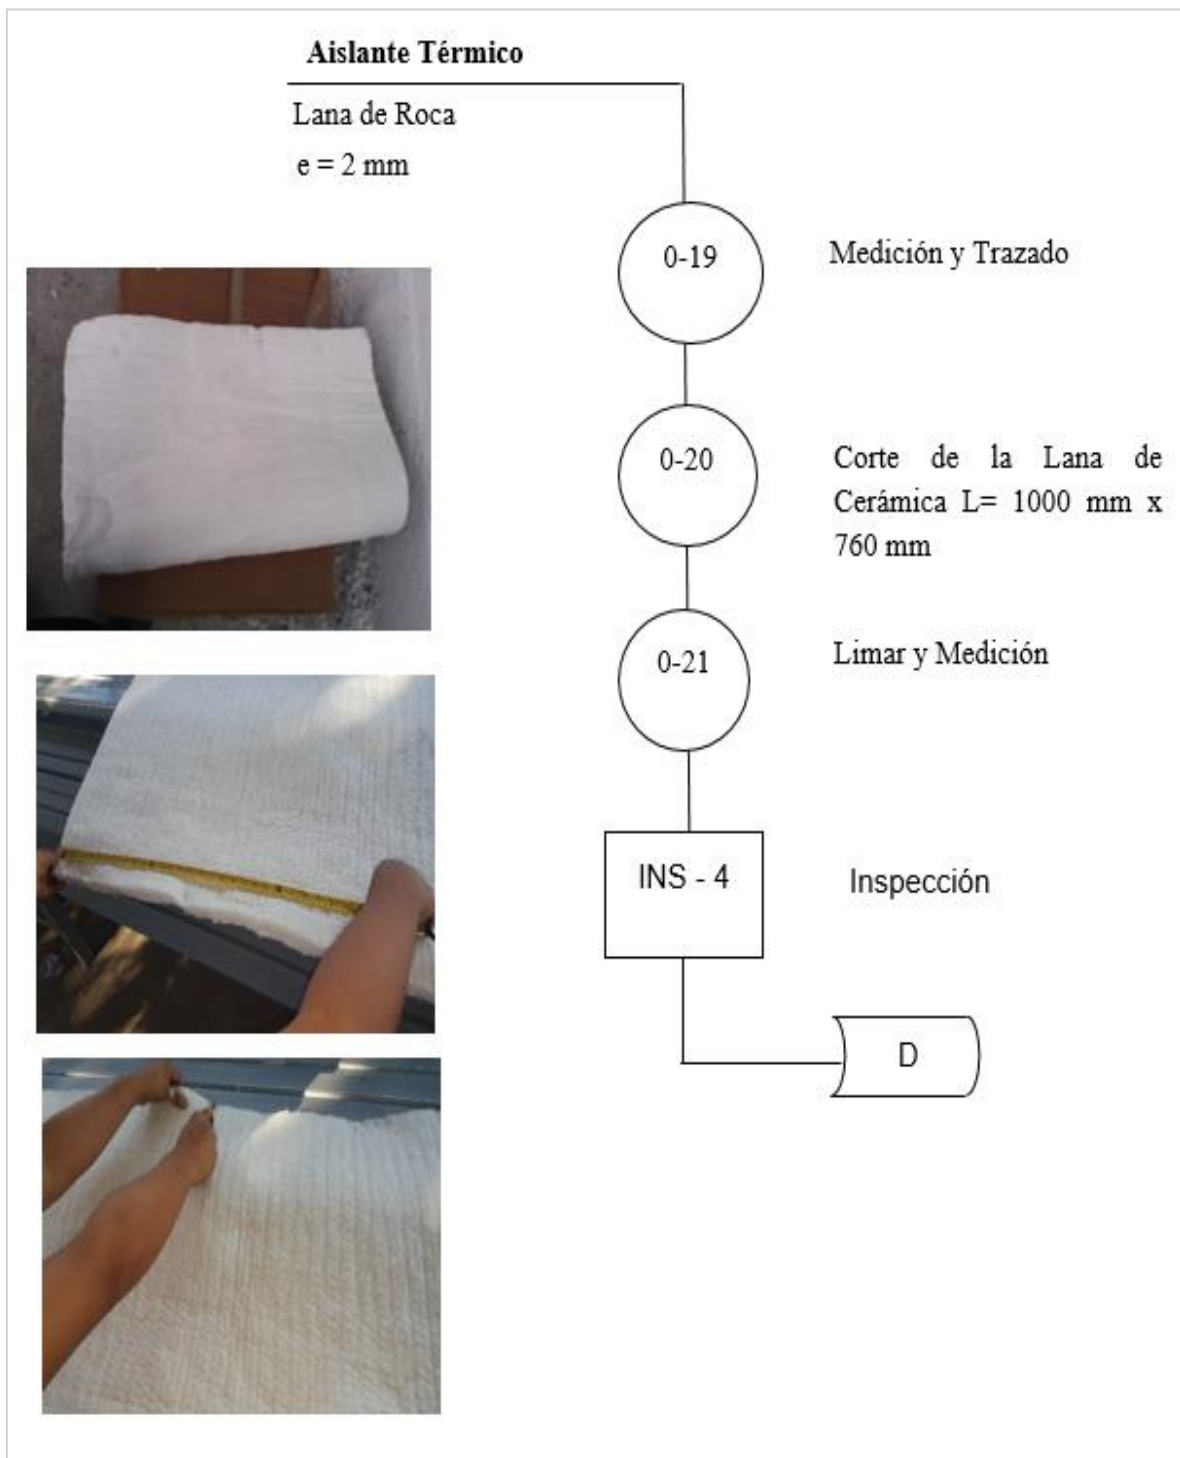 Aislante Térmico
Lana de Roca
e = 2 mm
0-19
Medición y Trazado
0-20
Corte de la Lana de
Cerámica L= 1000 mm x
760 mm
0-21
Limar y Medición
INS - 4
Inspección
D